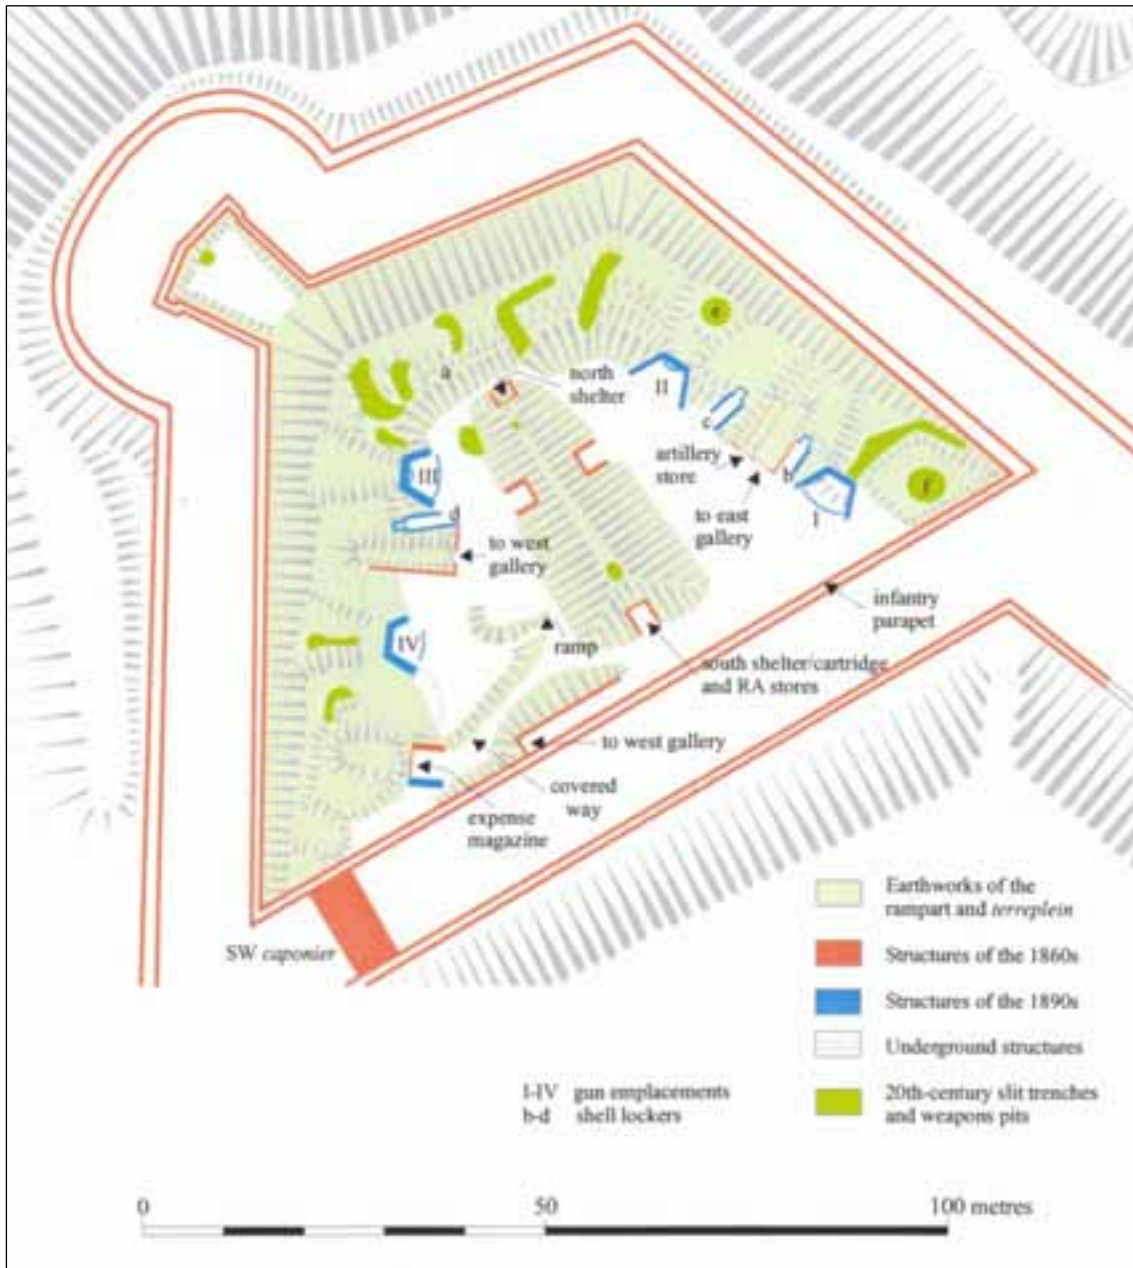 a
e
north
shelter
II
c
artillery
store
b
f
I
to east
gallery
III
d
to west
gallery
infantry
parapet
ramp
IV
south shelter/cartridge
and RA stores
to west gallery
covered
way
expense
magazine
SW caponier
Earthworks of the
rampart and terreplein
Structures of the 1860s
Structures of the 1890s
Underground structures
I-IV gun emplacements
b-d shell lockers
20th-century slit trenches
and weapons pits
0 50 100 metres